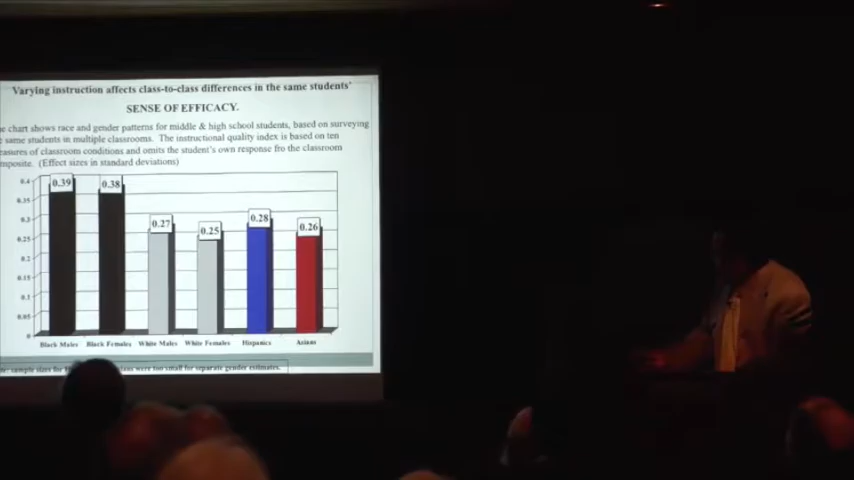 Varying instruction affects class-to-class differences in the same students'
SENSE OF EFFICACY.
chart shows race and gender patterns for middle & high school students, based on surveying
same students in multiple classrooms. The instructional quality index is based on ten
of classroom conditions and omits the student's own response fro the classroom
(Effect sizes in standard deviations)
0.4
0.35
0.3
0.25
0.2
0.15
0.1
0.05
0
0.39
0.38
0.27
0.25
0.28
0.26
Black Males
Black Females
White Males
White Females
Hispanics
Asians
sample sizes for were too small for separate gender estimates.